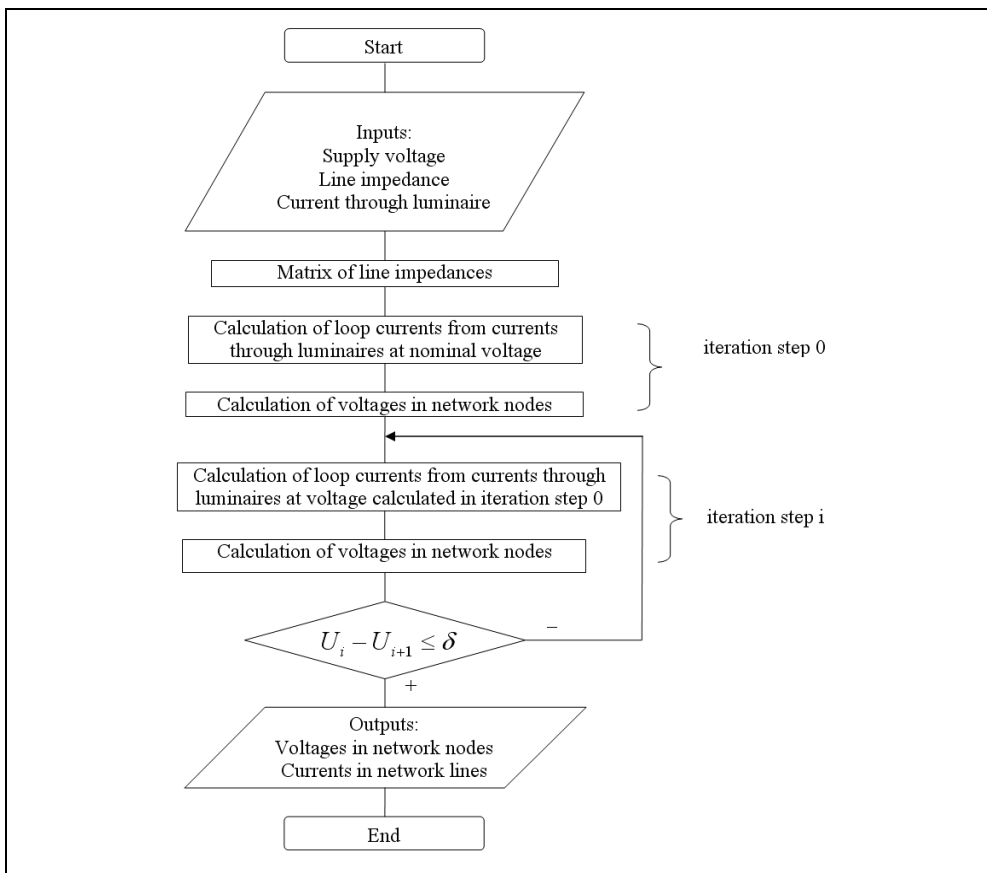 Start
Inputs:
Supply voltage
Line impedance
Current through luminaire
Matrix of line impedances
Calculation of loop currents from currents
through luminaires at nominal voltage
iteration step 0
Calculation of voltages in network nodes
Calculation of loop currents from currents through
luminaires at voltage calculated in iteration step 0
iteration step i
Calculation of voltages in network nodes
U_i − U_{i+1} ≤ δ
−
+
Outputs:
Voltages in network nodes
Currents in network lines
End